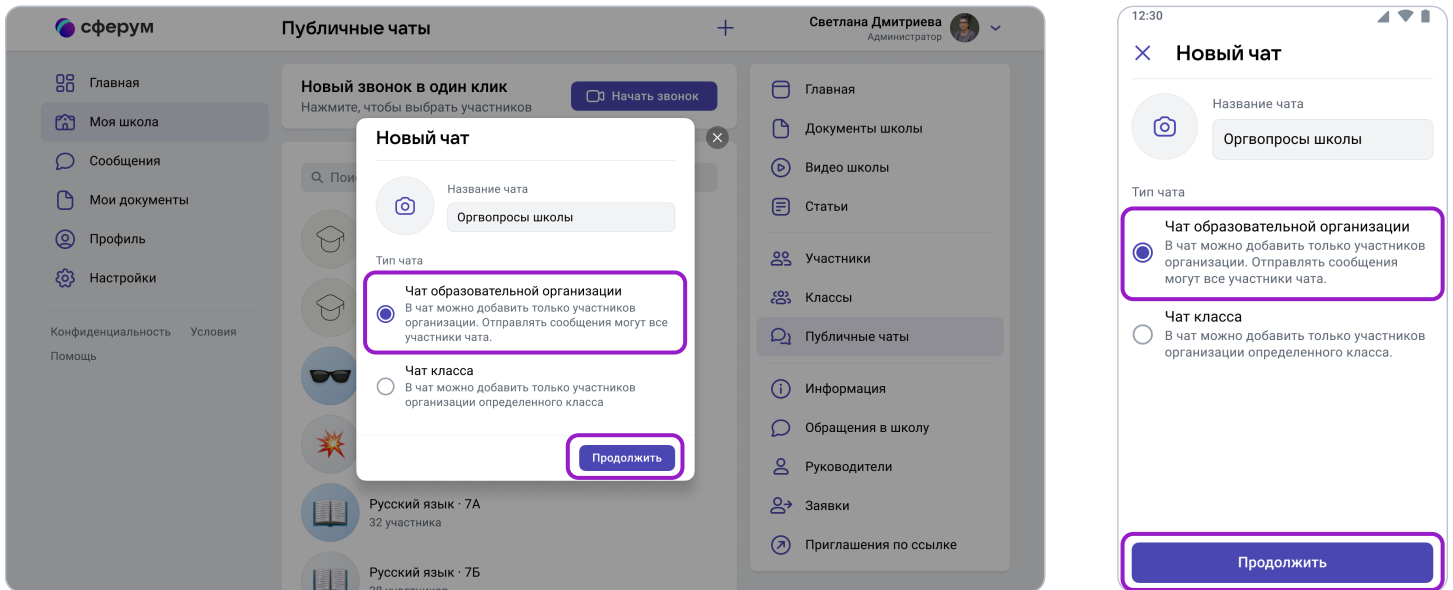 сферум
Публичные чаты
Светлана Дмитриева
Администратор
Главная
Моя школа
Сообщения
Мои документы
Профиль
Настройки
Конфиденциальность Условия
Помощь
Новый звонок в один клик
Нажмите, чтобы выбрать участников
Начать звонок
Новый чат
Название чата
Оргвопросы школы
Тип чата
Чат образовательной организации
В чат можно добавить только участников
организации. Отправлять сообщения могут все
участники чата.
Чат класса
В чат можно добавить только участников
организации определенного класса
Продолжить
Русский язык · 7А
32 участника
Русский язык · 7Б
Главная
Документы школы
Видео школы
Статьи
Участники
Классы
Публичные чаты
Информация
Обращения в школу
Руководители
Заявки
Приглашения по ссылке
12:30
Новый чат
Название чата
Оргвопросы школы
Тип чата
Чат образовательной организации
В чат можно добавить только участников
организации. Отправлять сообщения
могут все участники чата.
Чат класса
В чат можно добавить только участников
организации определенного класса.
Продолжить